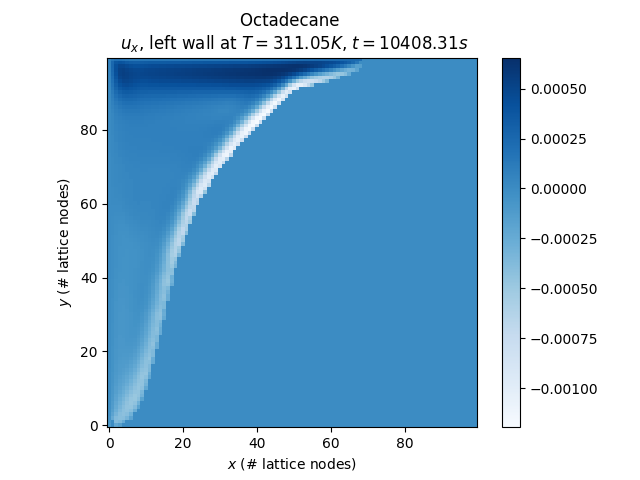 Octadecane
u_x, left wall at T = 311.05K, t = 10408.31s
80
60
40
20
0
y (# lattice nodes)
0 20 40 60 80
x (# lattice nodes)
0.00050
0.00025
0.00000
−0.00025
−0.00050
−0.00075
−0.00100